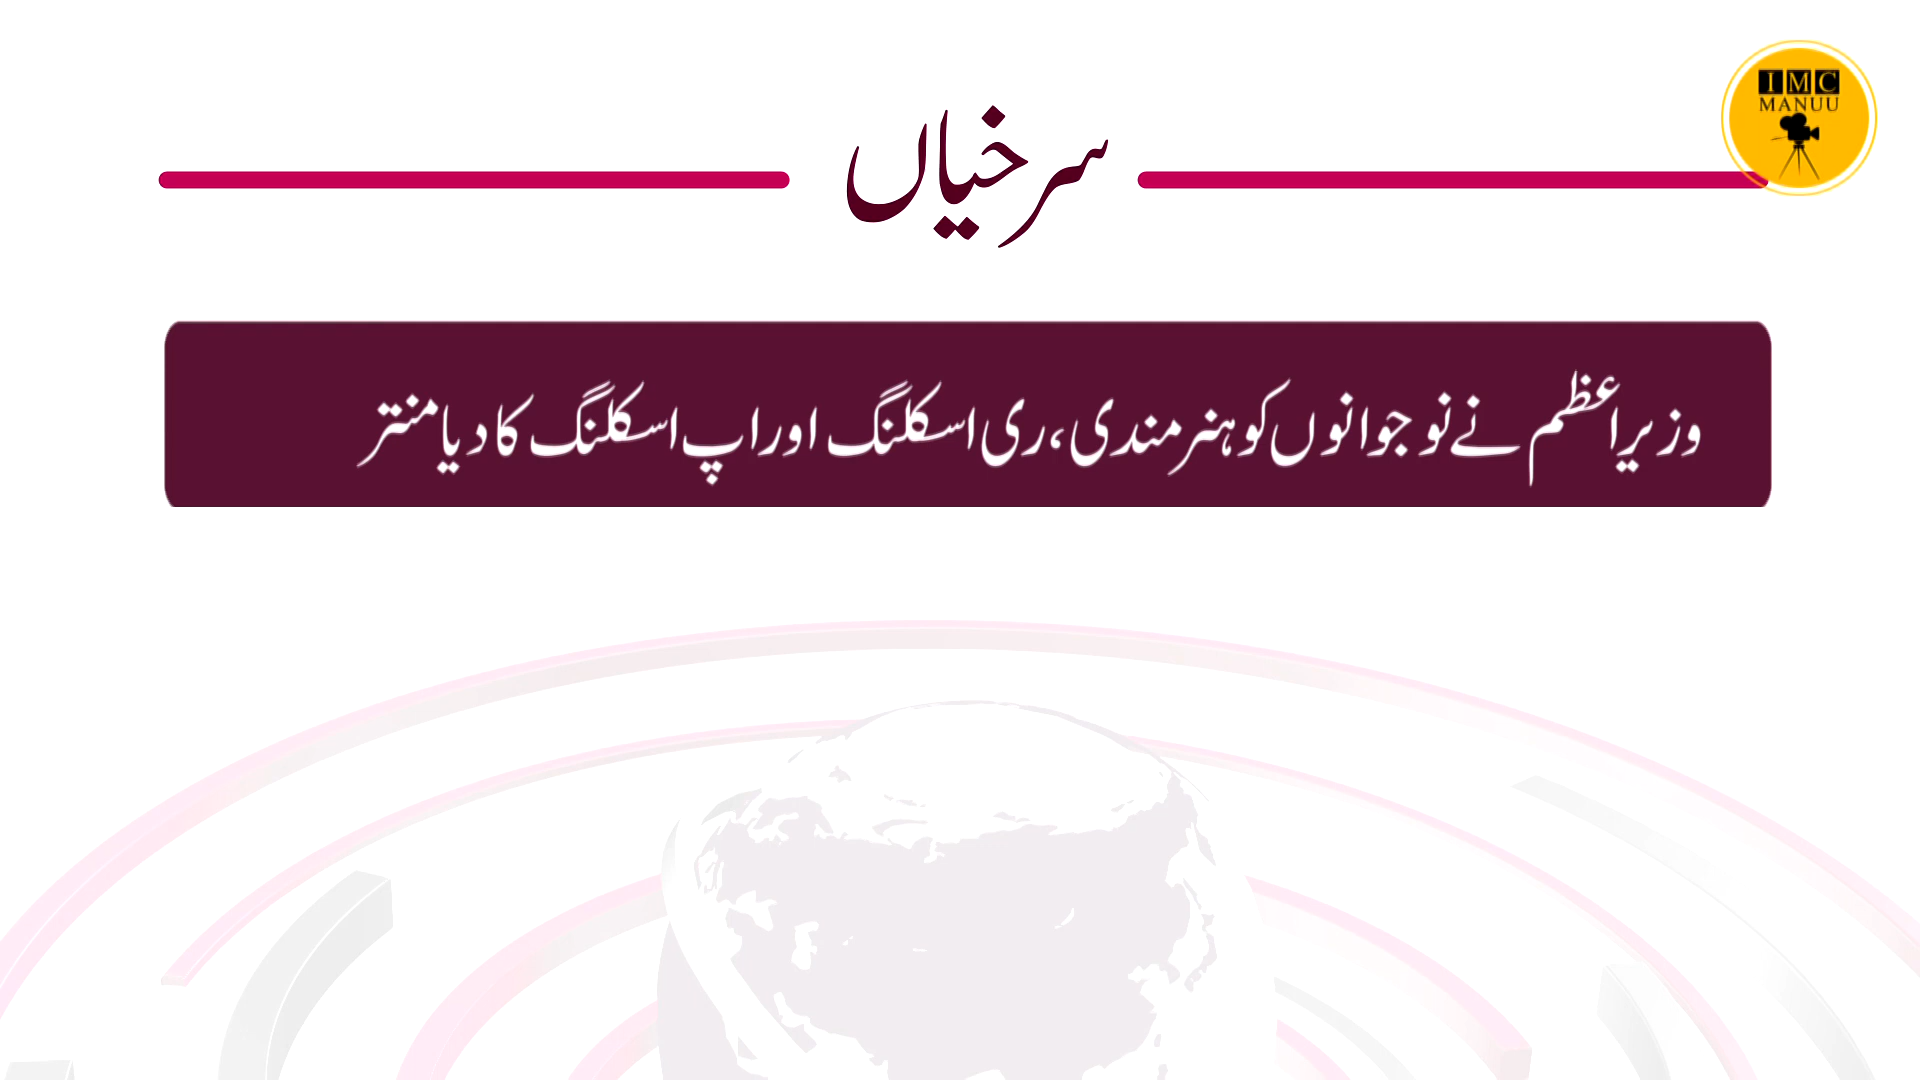 IMC
MANUU
سرخیاں
وزیراعظم نے نوجوانوں کو ہنرمندی، ری اسکلنگ اور اپ اسکلنگ کا دیا منتر